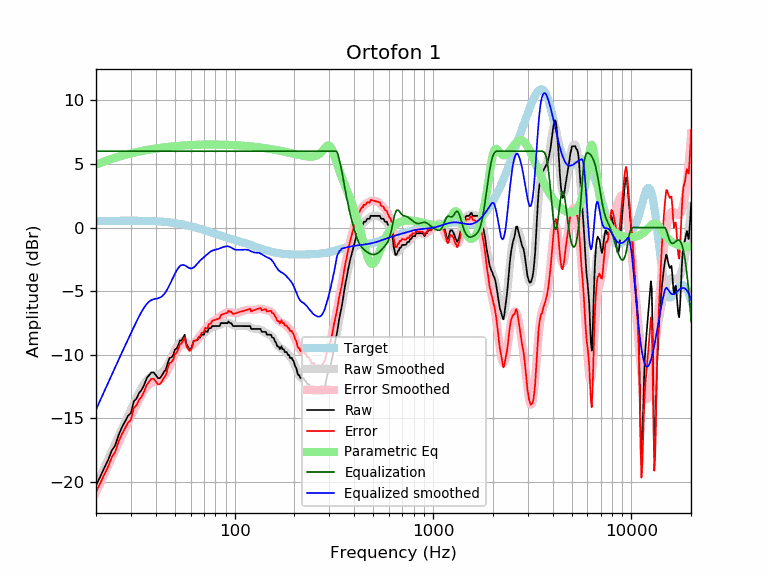 Ortofon 1
Amplitude (dBr)
10
5
0
−5
−10
−15
−20
Target
Raw Smoothed
Error Smoothed
Raw
Error
Parametric Eq
Equalization
Equalized smoothed
100
1000
10000
Frequency (Hz)